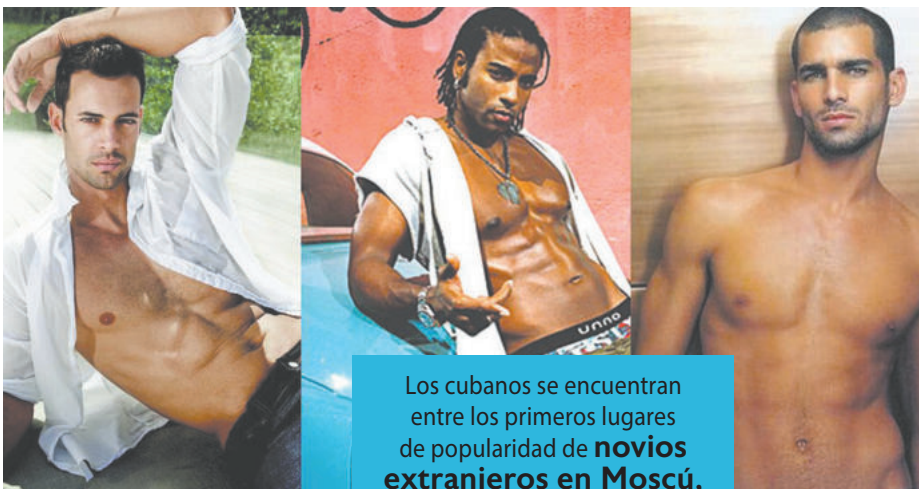 unno
Los cubanos se encuentran
entre los primeros lugares
de popularidad de novios
extranjeros en Moscú.